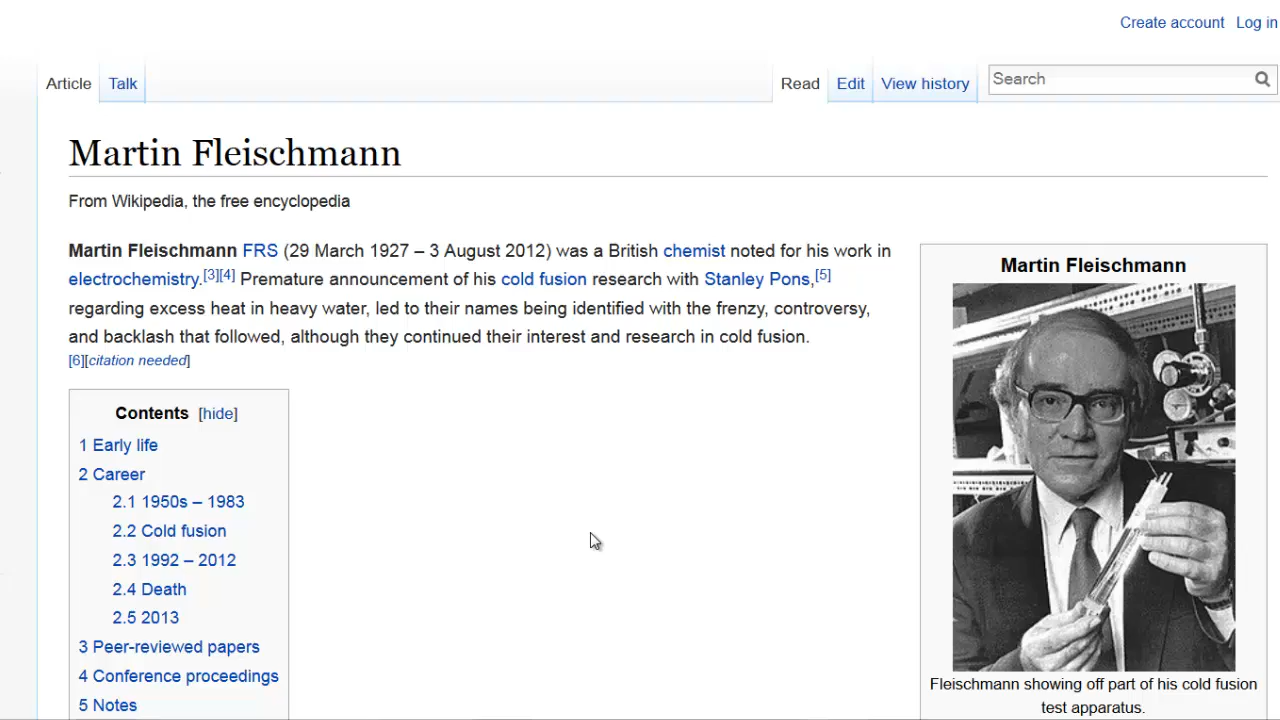 Create account Log in
Article Talk Read Edit View history Search
Martin Fleischmann
From Wikipedia, the free encyclopedia
Martin Fleischmann FRS (29 March 1927 – 3 August 2012) was a British chemist noted for his work in
electrochemistry.[3][4] Premature announcement of his cold fusion research with Stanley Pons,[5]
regarding excess heat in heavy water, led to their names being identified with the frenzy, controversy,
and backlash that followed, although they continued their interest and research in cold fusion.
[6][citation needed]
Contents [hide]
1 Early life
2 Career
2.1 1950s – 1983
2.2 Cold fusion
2.3 1992 – 2012
2.4 Death
2.5 2013
3 Peer-reviewed papers
4 Conference proceedings
5 Notes
Martin Fleischmann
Fleischmann showing off part of his cold fusion
test apparatus.